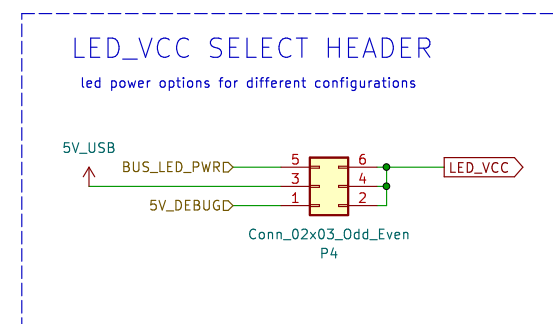 LED_VCC SELECT HEADER
led power options for different configurations
5V_USB
BUS_LED_PWR 5 6 LED_VCC
3 4
5V_DEBUG 1 2
Conn_02x03_Odd_Even
P4